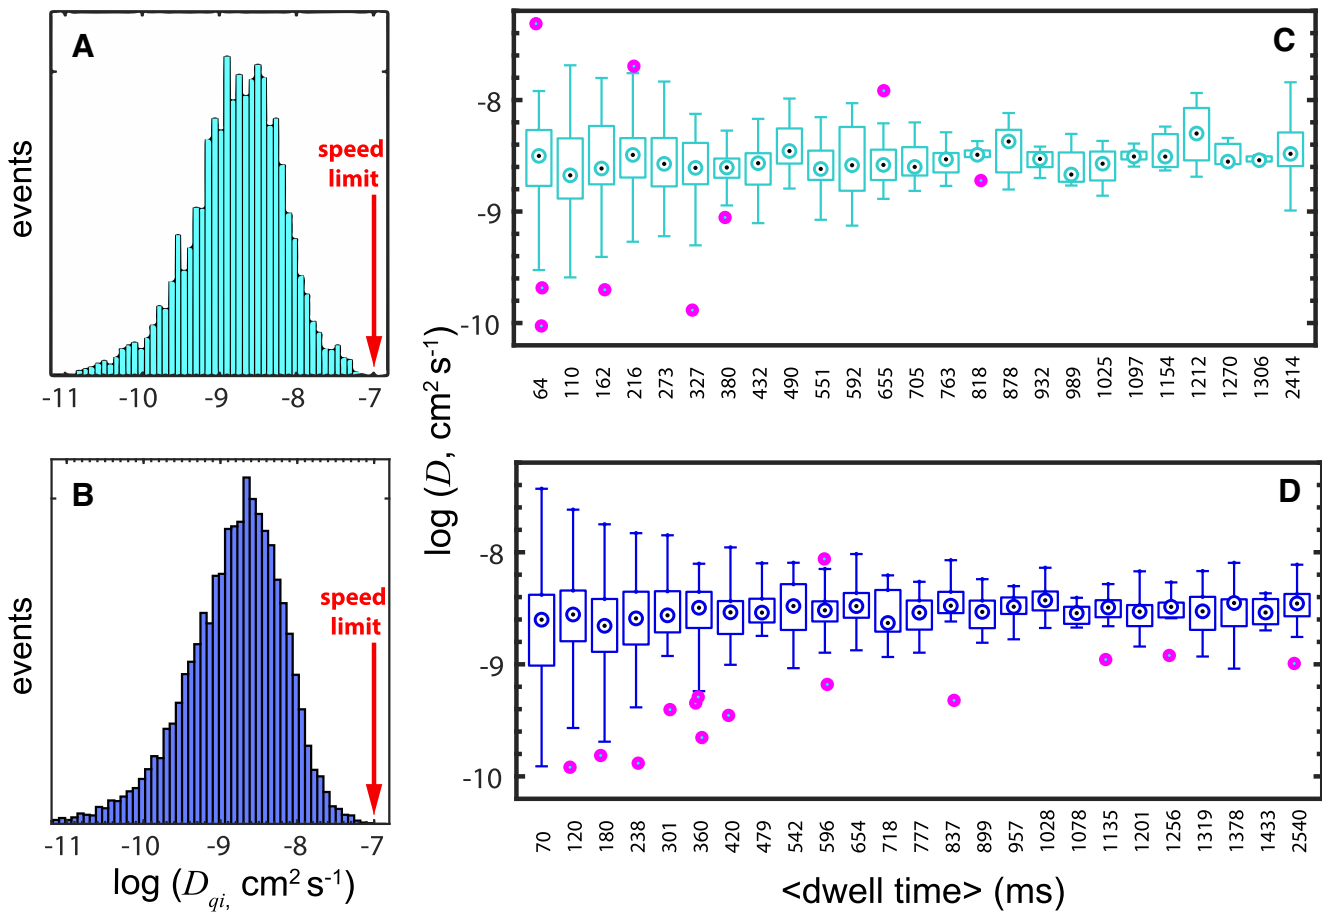 A
events
speed
limit
-11 -10 -9 -8 -7
B
events
speed
limit
-11 -10 -9 -8 -7
log (Dqi, cm² s⁻¹)
C
log (D, cm² s⁻¹)
-8
-9
-10
64 110 162 216 273 327 380 432 490 551 592 655 705 763 818 878 932 989 1025 1097 1154 1212 1270 1306 2414
D
-8
-9
-10
70 120 180 238 301 360 420 479 542 596 654 718 777 837 899 957 1028 1078 1135 1201 1256 1319 1378 1433 2540
<dwell time> (ms)